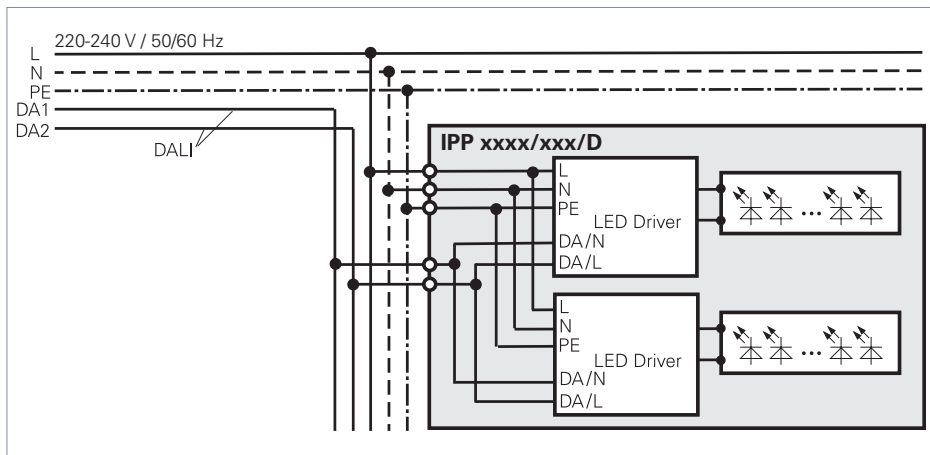 220-240 V / 50/60 Hz
L
N
PE
DA1
DA2
DALI
IPP xxxx/xxx/D
L
N
PE
LED Driver
DA/N
DA/L
L
N
PE
LED Driver
DA/N
DA/L